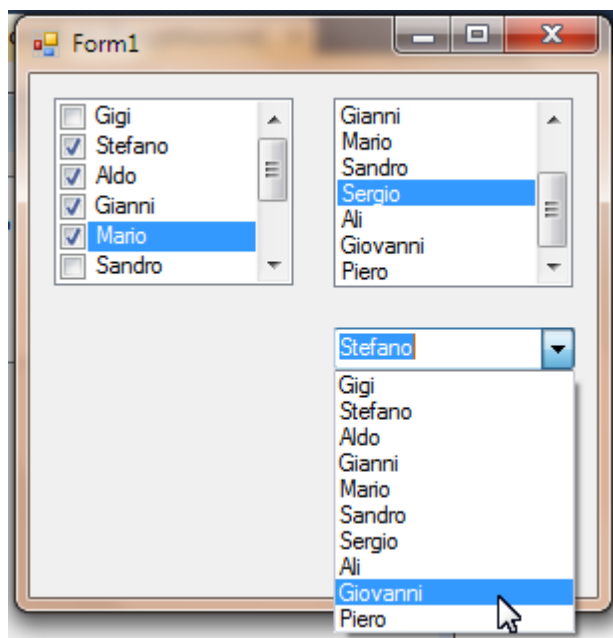 Form1
Gigi
Stefano
Aldo
Gianni
Mario
Sandro
Gianni
Mario
Sandro
Sergio
Ali
Giovanni
Piero
Stefano
Gigi
Stefano
Aldo
Gianni
Mario
Sandro
Sergio
Ali
Giovanni
Piero